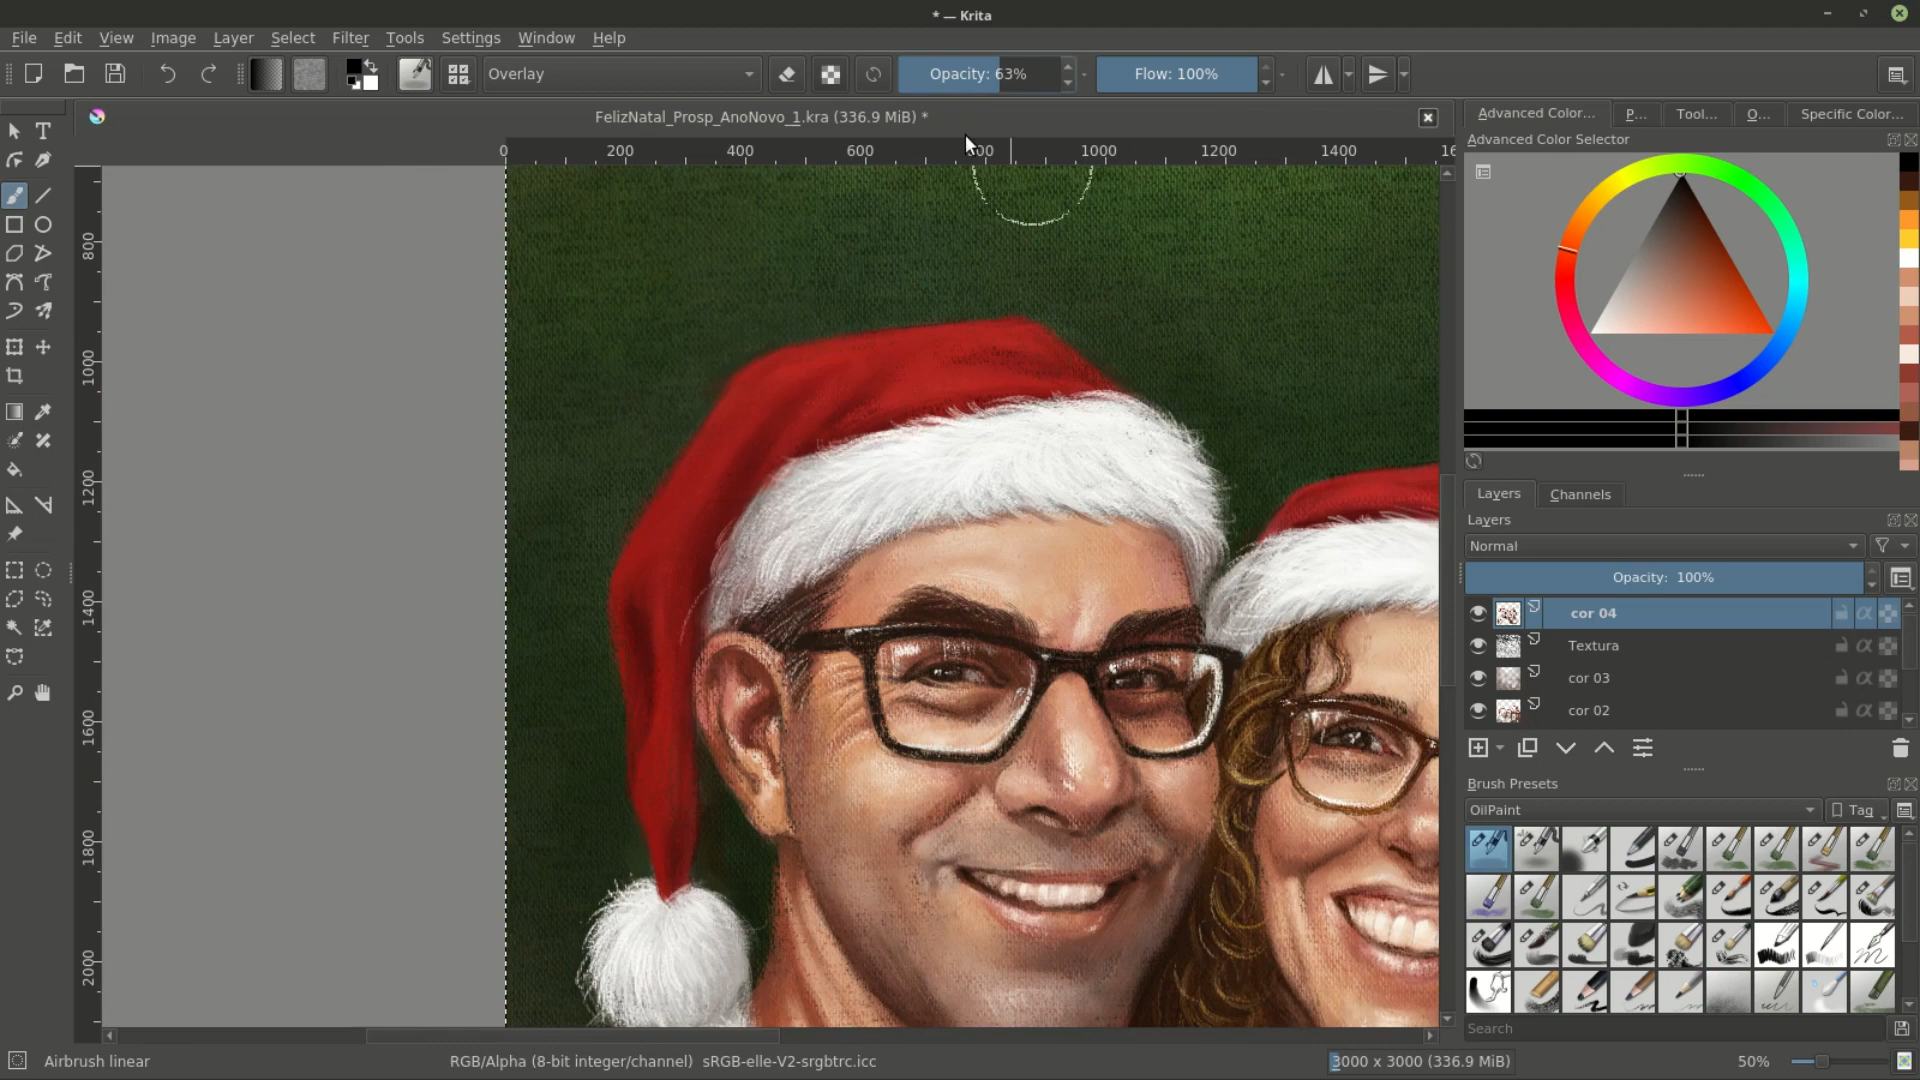 * — Krita
File Edit View Image Layer Select Filter Tools Settings Window Help
Overlay Opacity: 63% Flow: 100%
FelizNatal_Prosp_AnoNovo_1.kra (336.9 MiB) *
Advanced Color... P... Tool... O... Specific Color...
Advanced Color Selector
0 200 400 600 800 1000 1200 1400 16
800
1000
1200
1400
1600
1800
2000
Layers Channels
Layers
Normal
Opacity: 100%
cor 04
Textura
cor 03
cor 02
Brush Presets
OilPaint Tag
Search
Airbrush linear RGB/Alpha (8-bit integer/channel) sRGB-elle-V2-srgbtrc.icc 3000 x 3000 (336.9 MiB) 50%